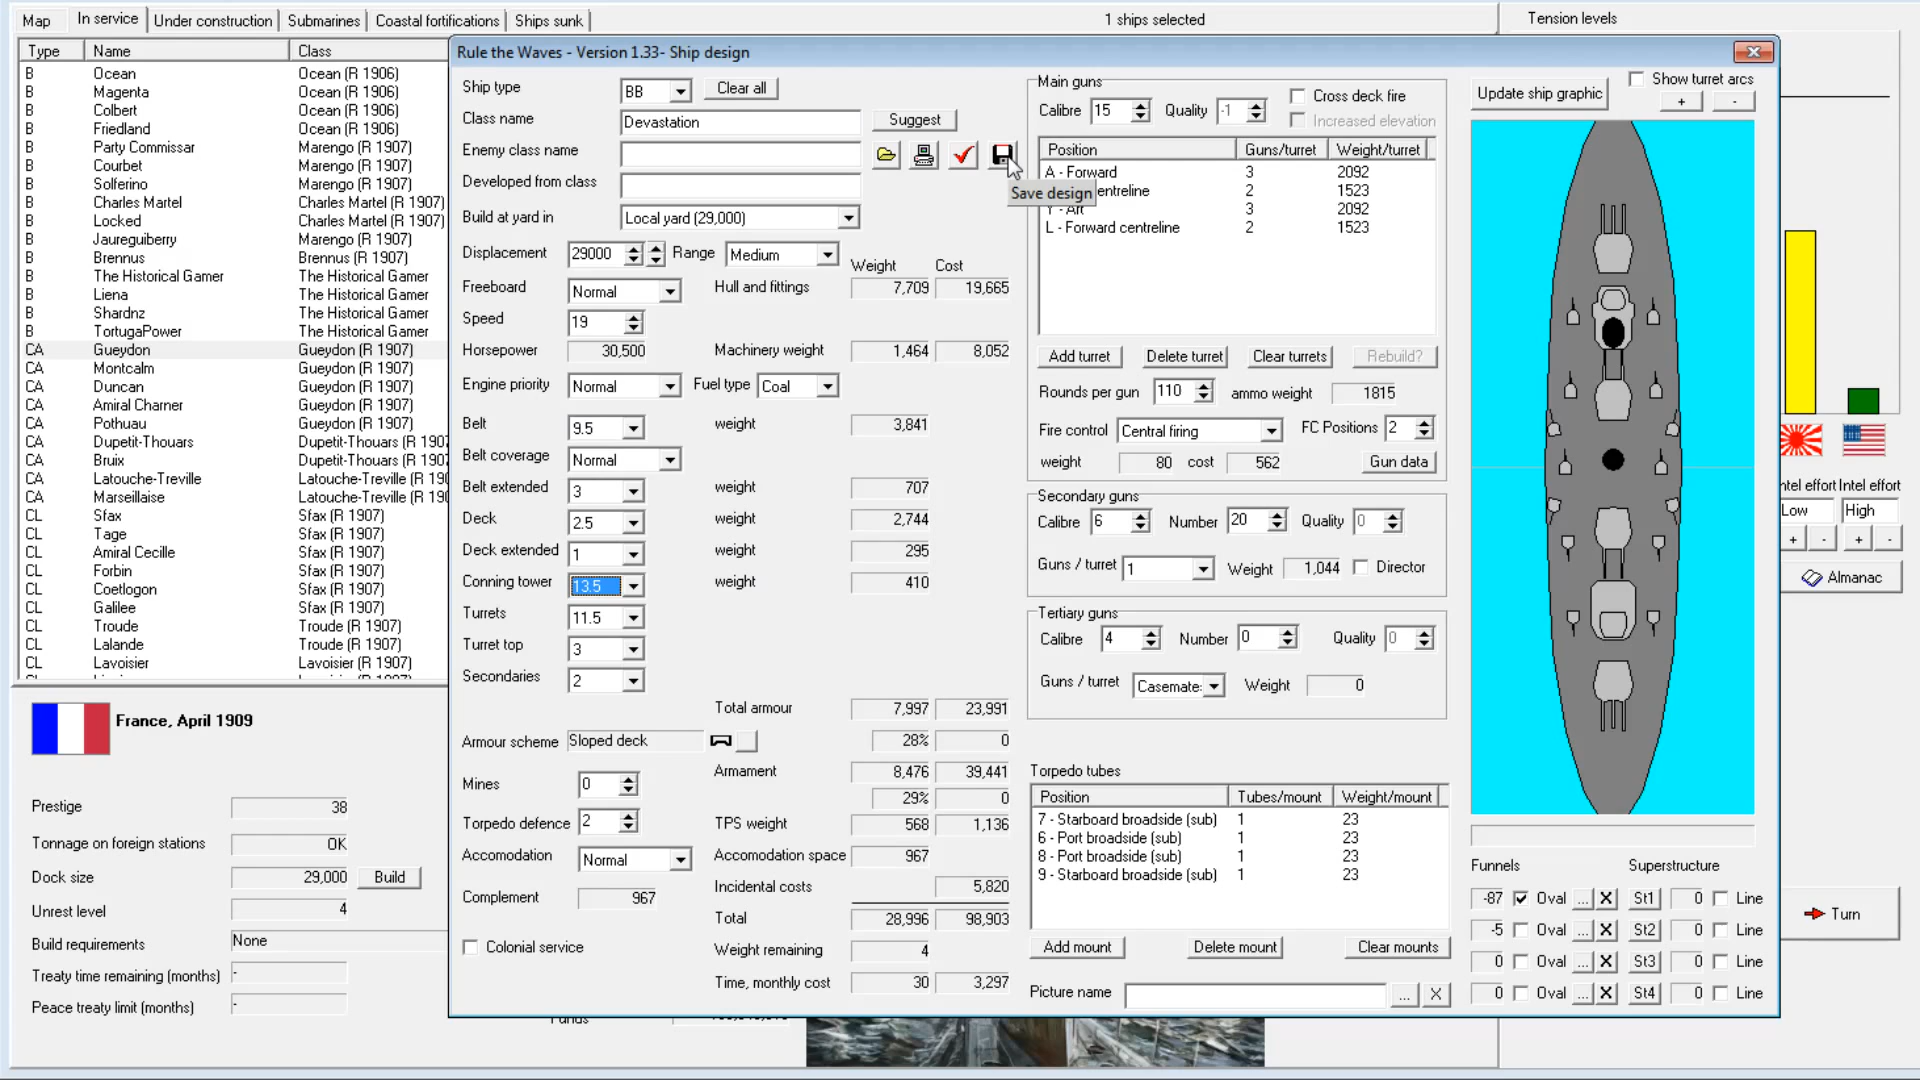 Map In service Under construction Submarines Coastal fortifications Ships sunk 1 ships selected Tension levels
Type Name Class
B Ocean Ocean (R 1906)
B Magenta Ocean (R 1906)
B Colbert Ocean (R 1906)
B Friedland Ocean (R 1906)
B Party Commissar Marengo (R 1907)
B Courbet Marengo (R 1907)
B Solferino Marengo (R 1907)
B Charles Martel Charles Martel (R 1907)
B Locked Charles Martel (R 1907)
B Jaureguiberry Marengo (R 1907)
B Brennus Brennus (R 1907)
B The Historical Gamer The Historical Gamer
B Liena The Historical Gamer
B Shardnz The Historical Gamer
B TortugaPower The Historical Gamer
CA Gueydon Gueydon (R 1907)
CA Montcalm Gueydon (R 1907)
CA Duncan Gueydon (R 1907)
CA Amiral Charner Gueydon (R 1907)
CA Pothuau Gueydon (R 1907)
CA Dupetit-Thouars Dupetit-Thouars (R 1907
CA Bruix Dupetit-Thouars (R 1907
CA Latouche-Treville Latouche-Treville (R 190
CA Marseillaise Latouche-Treville (R 190
CL Sfax Sfax (R 1907)
CL Tage Sfax (R 1907)
CL Amiral Cecille Sfax (R 1907)
CL Forbin Sfax (R 1907)
CL Coetlogon Sfax (R 1907)
CL Galilee Sfax (R 1907)
CL Troude Troude (R 1907)
CL Lalande Troude (R 1907)
CL Lavoisier Lavoisier (R 1907)
France, April 1909
Prestige 38
Tonnage on foreign stations OK
Dock size 29,000 Build
Unrest level 4
Build requirements None
Treaty time remaining (months) -
Peace treaty limit (months) -
Funds
Rule the Waves - Version 1.33- Ship design
Ship type BB Clear all
Class name Devastation Suggest
Enemy class name
Developed from class
Build at yard in Local yard (29,000)
Displacement 29000 Range Medium
Weight Cost
Freeboard Normal Hull and fittings 7,709 19,665
Speed 19
Horsepower 30,500 Machinery weight 1,464 8,052
Engine priority Normal Fuel type Coal
Belt 9.5 weight 3,841
Belt coverage Normal
Belt extended 3 weight 707
Deck 2.5 weight 2,744
Deck extended 1 weight 295
Conning tower 13.5 weight 410
Turrets 11.5
Turret top 3
Secondaries 2
Total armour 7,997 23,991
Armour scheme Sloped deck 28% 0
Armament 8,476 39,441
Mines 0 29% 0
Torpedo defence 2 TPS weight 568 1,136
Accomodation Normal Accomodation space 967
Incidental costs 5,820
Complement 967
Total 28,996 98,903
Colonial service Weight remaining 4
Time, monthly cost 30 3,297
Main guns
Calibre 15 Quality -1 Cross deck fire
Increased elevation
Position Guns/turret Weight/turret
A - Forward 3 2092
centreline 2 1523
Y - Aft 3 2092
L - Forward centreline 2 1523
Save design
Add turret Delete turret Clear turrets Rebuild?
Rounds per gun 110 ammo weight 1815
Fire control Central firing FC Positions 2
weight 80 cost 562 Gun data
Secondary guns
Calibre 6 Number 20 Quality 0
Guns / turret 1 Weight 1,044 Director
Tertiary guns
Calibre 4 Number 0 Quality 0
Guns / turret Casemate: Weight 0
Torpedo tubes
Position Tubes/mount Weight/mount
7 - Starboard broadside (sub) 1 23
6 - Port broadside (sub) 1 23
8 - Port broadside (sub) 1 23
9 - Starboard broadside (sub) 1 23
Add mount Delete mount Clear mounts
Picture name ... X
Update ship graphic Show turret arcs
+ -
Funnels Superstructure
-87 Oval ... X St1 0 Line
-5 Oval ... X St2 0 Line
0 Oval ... X St3 0 Line
0 Oval ... X St4 0 Line
ntel effort Intel effort
Low High
+ - + -
Almanac
Turn